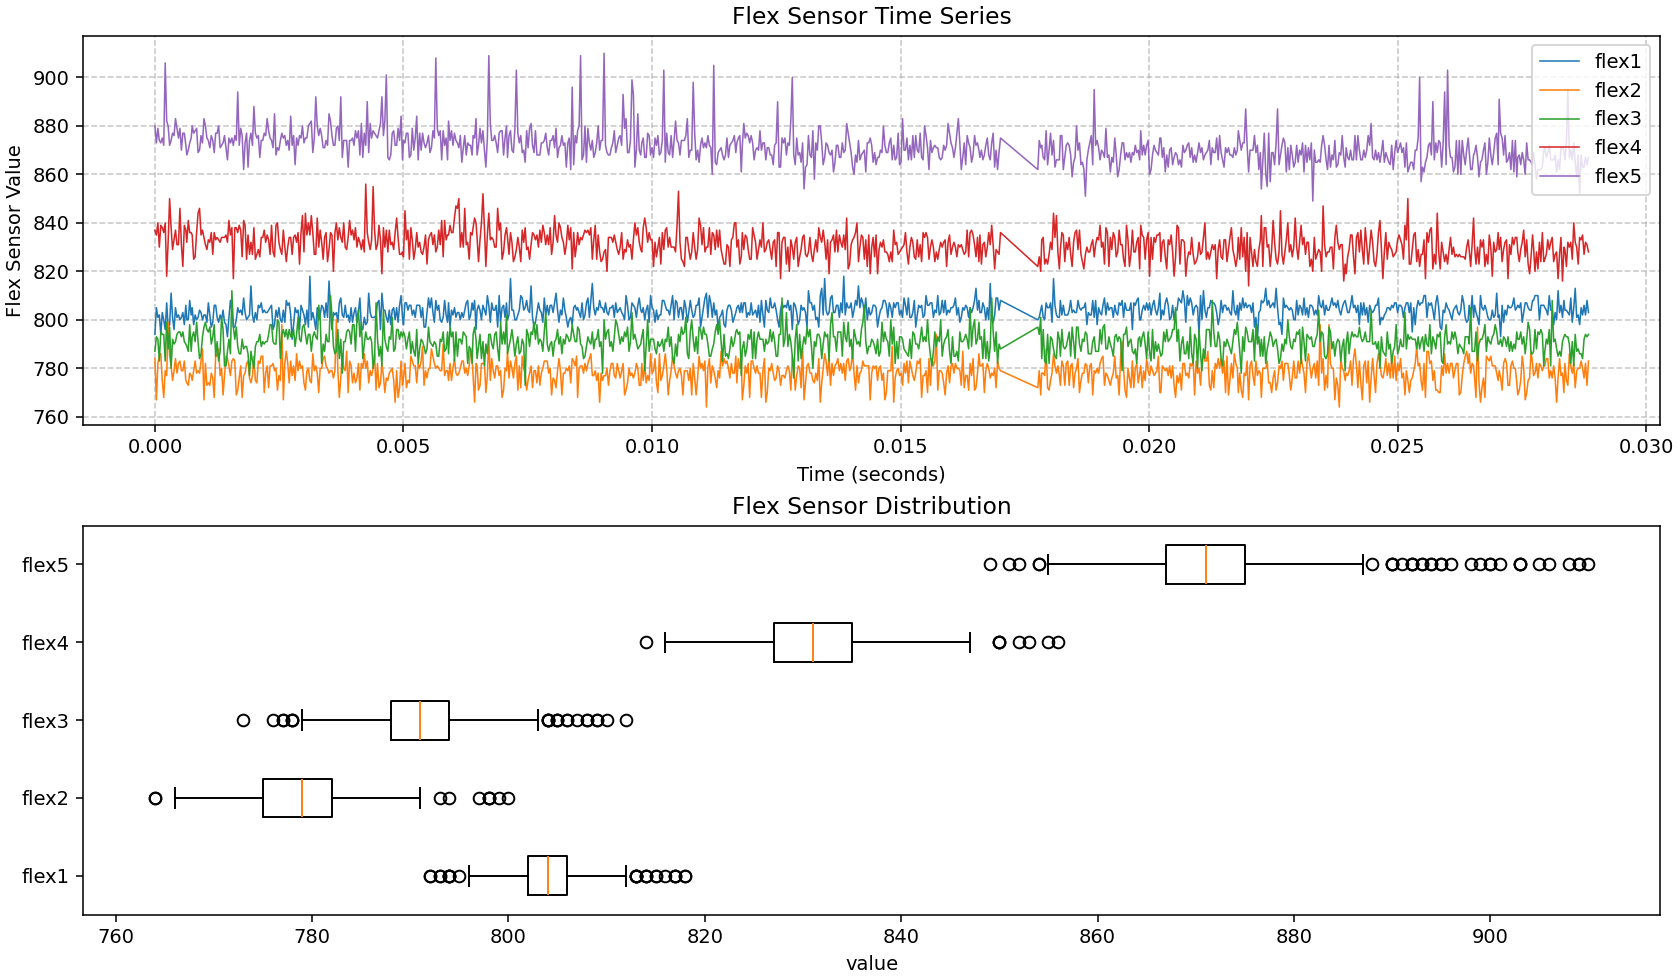 Flex Sensor Time Series
Flex Sensor Value
900
880
860
840
820
800
780
760
flex1
flex2
flex3
flex4
flex5
0.000 0.005 0.010 0.015 0.020 0.025 0.030
Time (seconds)
Flex Sensor Distribution
flex5
flex4
flex3
flex2
flex1
760 780 800 820 840 860 880 900
value